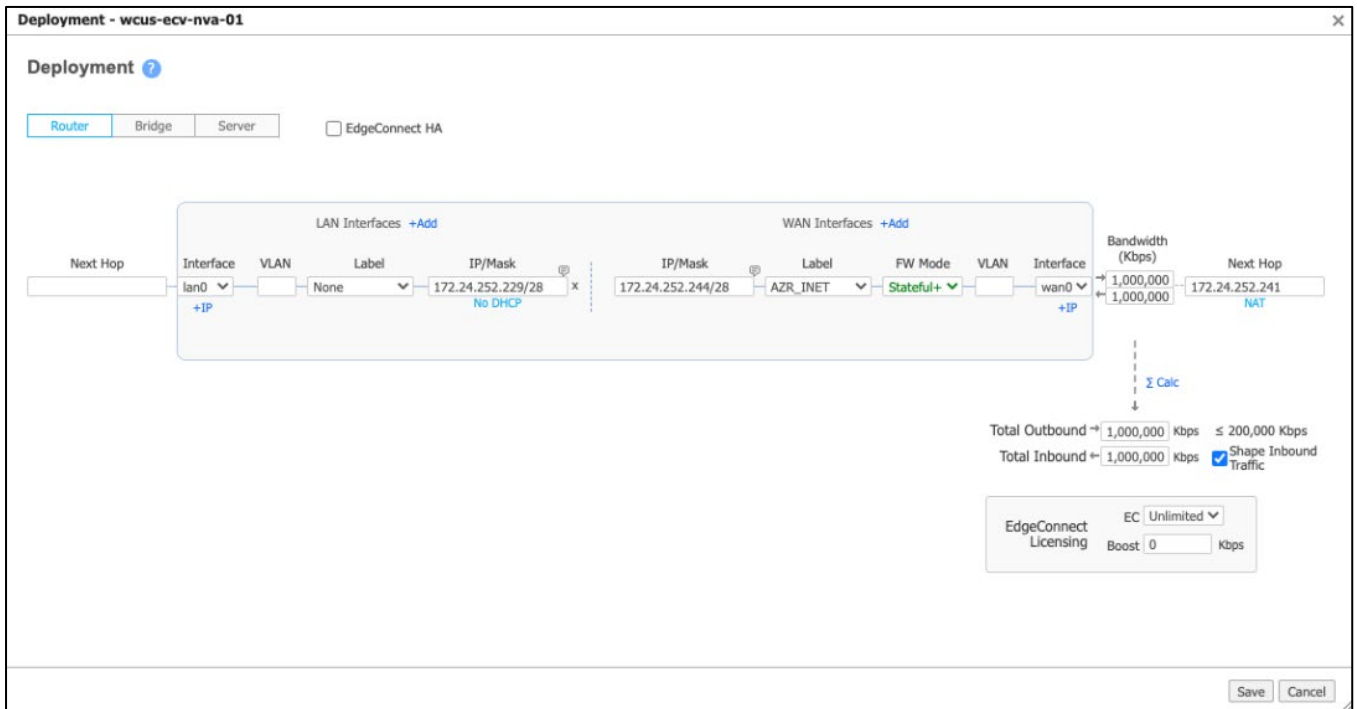 Deployment - wcus-ecv-nva-01 ×
Deployment ?
Router Bridge Server EdgeConnect HA
LAN Interfaces +Add WAN Interfaces +Add
Bandwidth
(Kbps)
Next Hop Interface VLAN Label IP/Mask IP/Mask Label FW Mode VLAN Interface Next Hop
lan0 None 172.24.252.229/28 x 172.24.252.244/28 AZR_INET Stateful+ wan0 → 1,000,000 172.24.252.241
← 1,000,000
+IP No DHCP +IP NAT
Σ Calc
Total Outbound → 1,000,000 Kbps ≤ 200,000 Kbps
Total Inbound ← 1,000,000 Kbps Shape Inbound
Traffic
EdgeConnect
Licensing
EC Unlimited
Boost 0 Kbps
Save Cancel